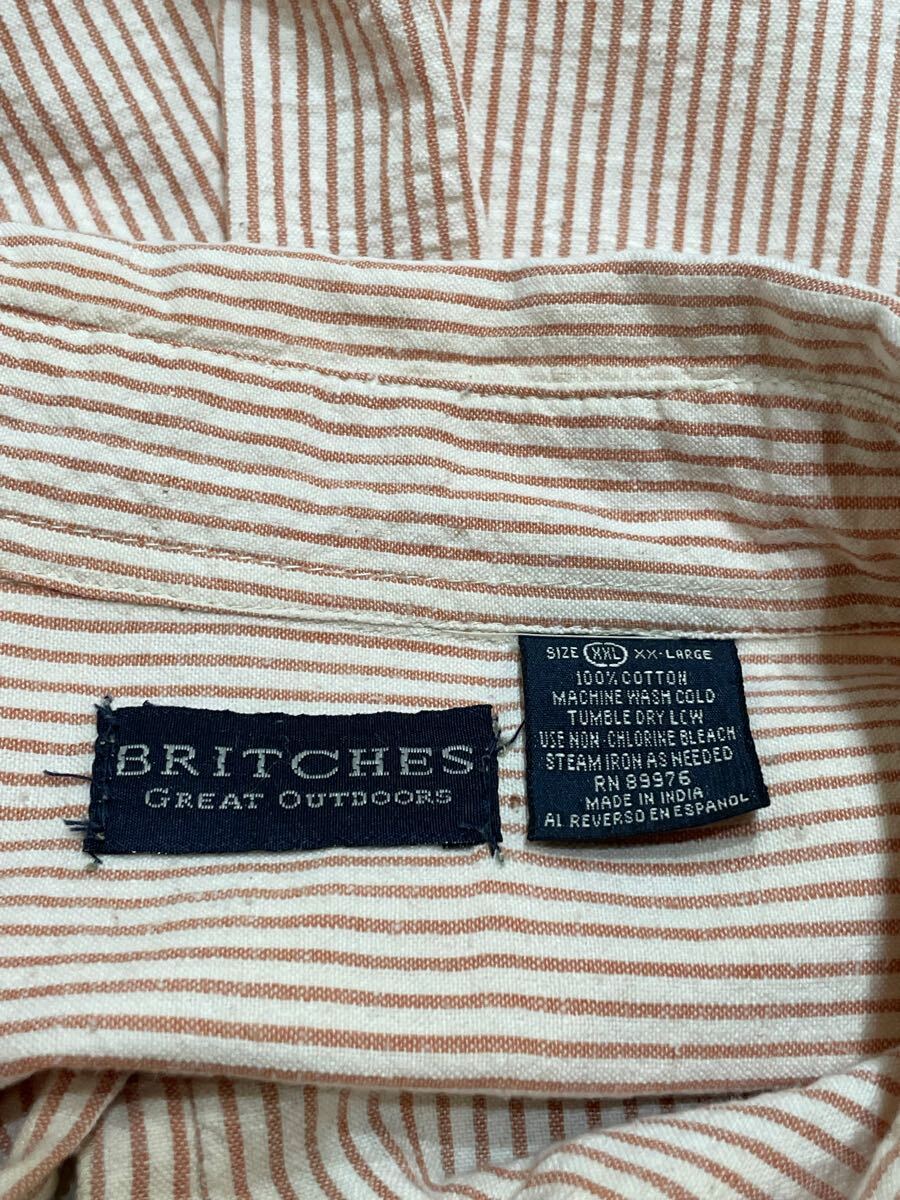 BRITCHES
GREAT OUTDOORS
SIZE XXL XX-LARGE
100% COTTON
MACHINE WASH COLD
TUMBLE DRY LOW
USE NON-CHLORINE BLEACH
STEAM IRON AS NEEDED
RN 89976
MADE IN INDIA
AL REVERSO EN ESPANOL